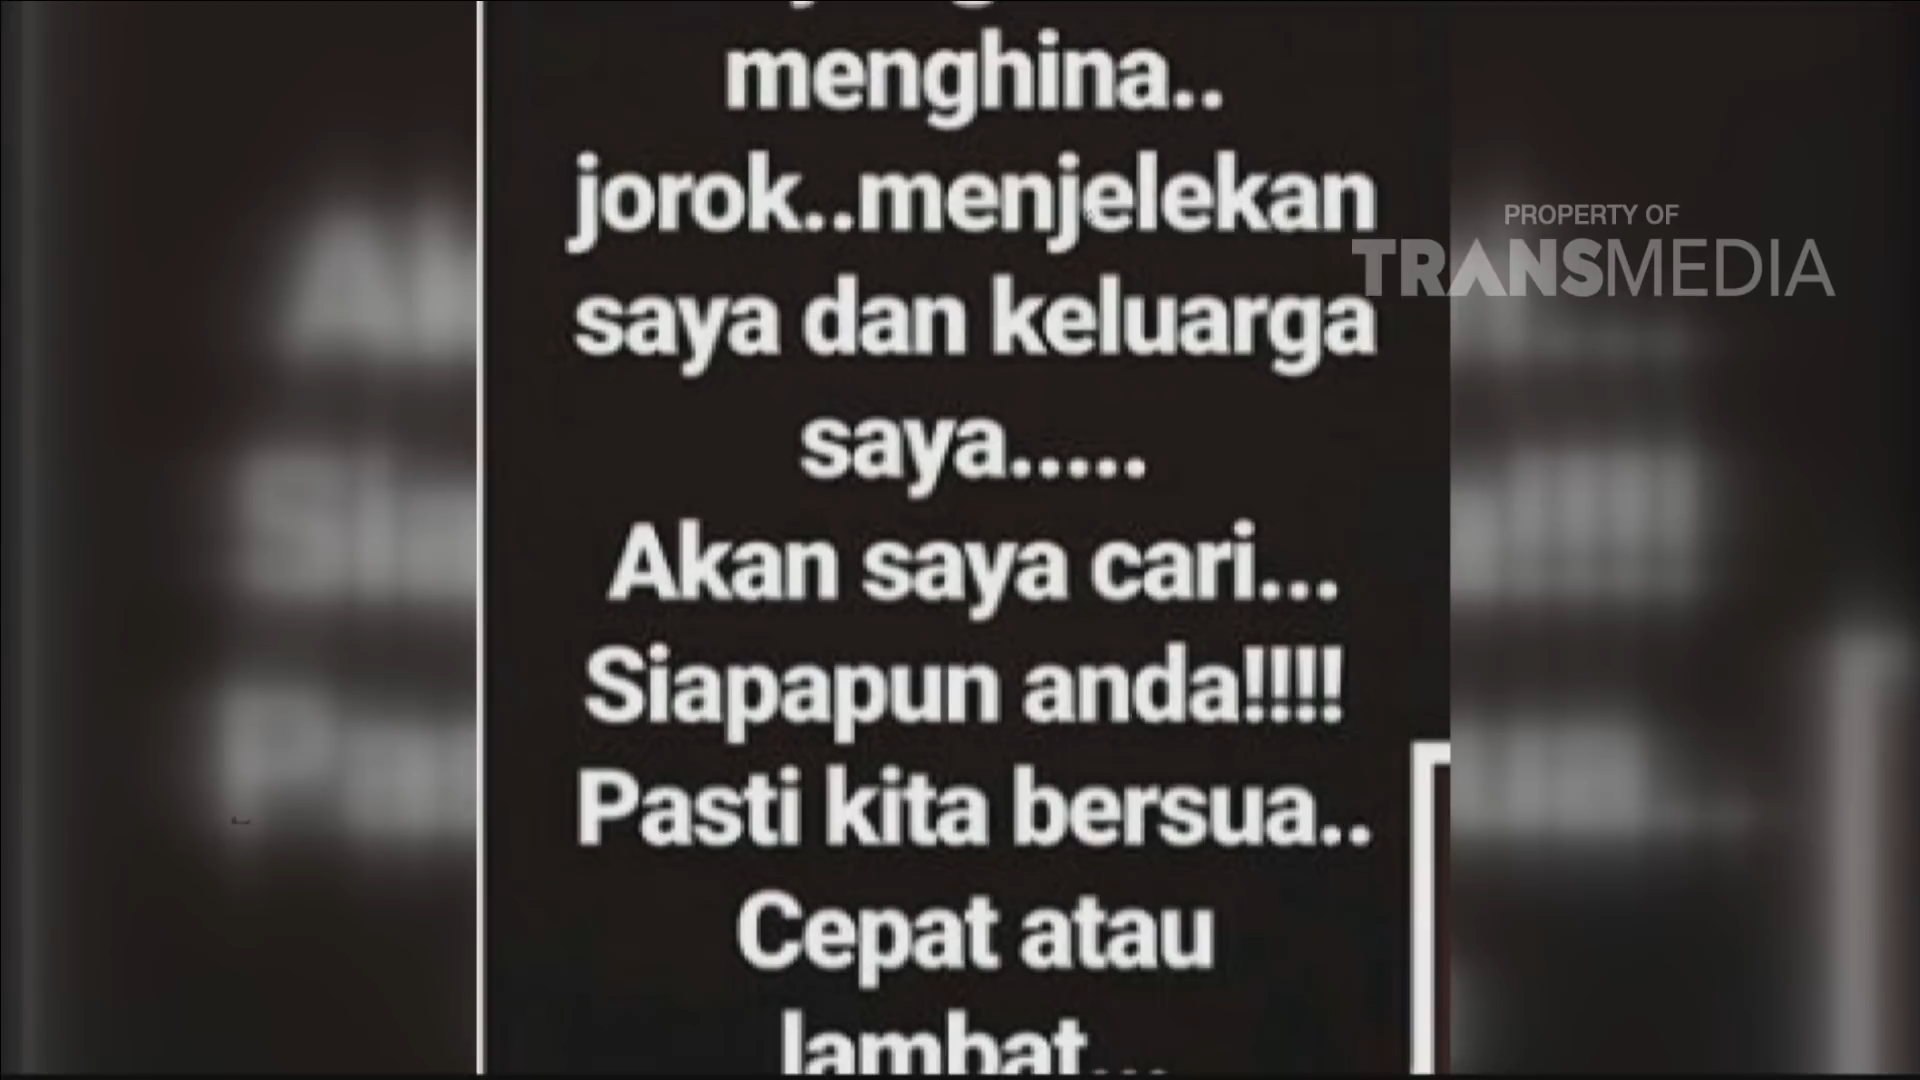 menghina..
jorok..menjelekan
saya dan keluarga
saya.....
Akan saya cari...
Siapapun anda!!!!
Pasti kita bersua..
Cepat atau
lambat...
PROPERTY OF
TRANSMEDIA